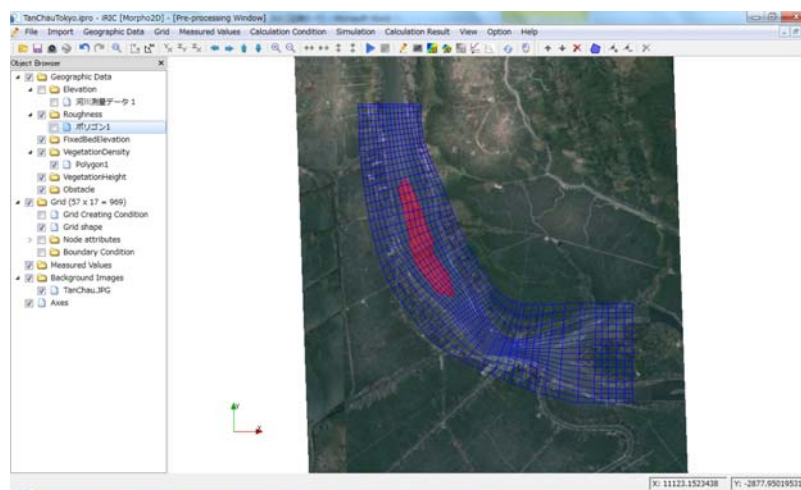 TanChauTokyo.ipro - iRIC [Morpho2D] - [Pre-processing Window]
File Import Geographic Data Grid Measured Values Calculation Condition Simulation Calculation Result View Option Help
Object Browser
Geographic Data
Elevation
河川測量データ 1
Roughness
ポリゴン1
FixedBedElevation
VegetationDensity
Polygon1
VegetationHeight
Obstacle
Grid (57 x 17 = 969)
Grid Creating Condition
Grid shape
Node attributes
Boundary Condition
Measured Values
Background Images
TanChau.JPG
Axes
Y
X
X: 11123.1523438 Y: -2877.95019531